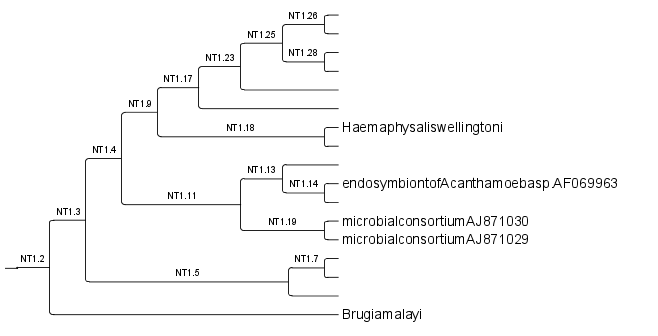 NT1.26
NT1.25
NT1.28
NT1.23
NT1.17
NT1.9
NT1.18 Haemaphysaliswellingtoni
NT1.4
NT1.13
NT1.14 endosymbiontofAcanthamoebasp.AF069963
NT1.11
NT1.19 microbialconsortiumAJ871030
microbialconsortiumAJ871029
NT1.3
NT1.2
NT1.7
NT1.5
Brugiamalayi